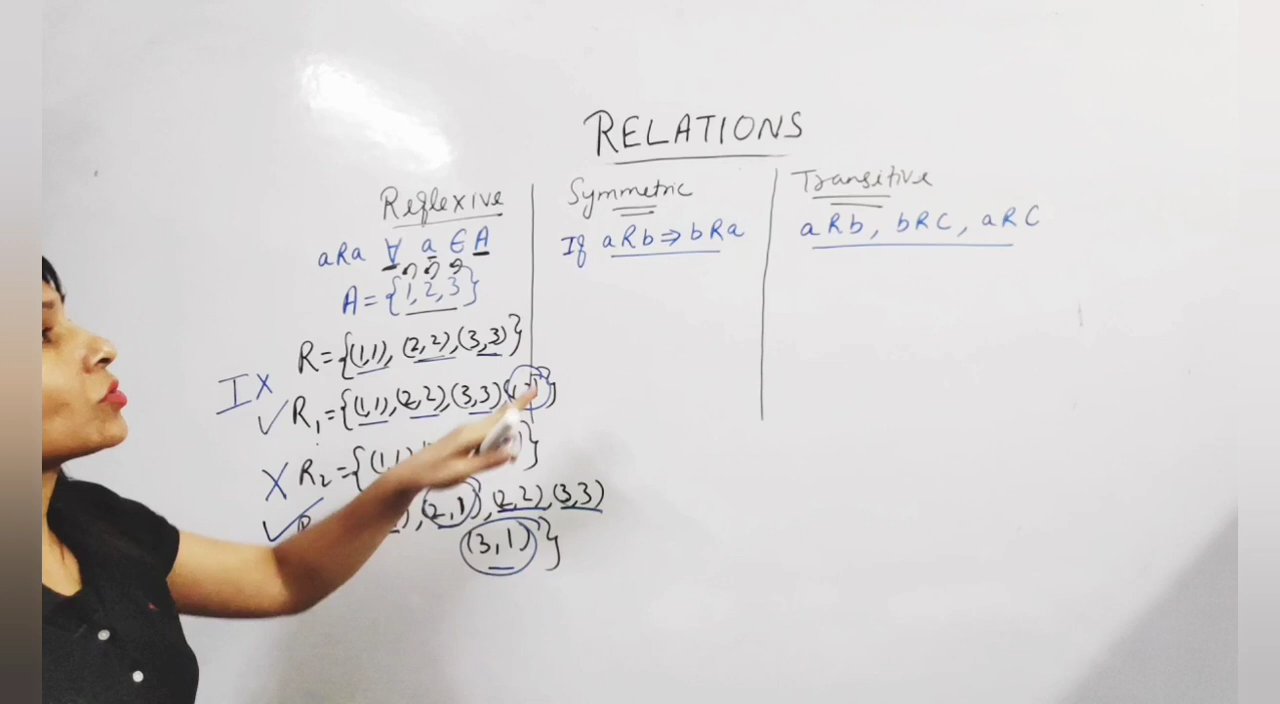 RELATIONS
Reflexive
aRa ∀ a ∈ A
A = {1, 2, 3}
R = {(1,1), (2,2), (3,3)}
I X
✓ R₁ = {(1,1), (2,2), (3,3)
X R₂ = {(1,1)
✓ , (2,1), (2,2), (3,3)
(3,1)}
Symmetric
If aRb ⇒ bRa
Transitive
aRb, bRC, aRC